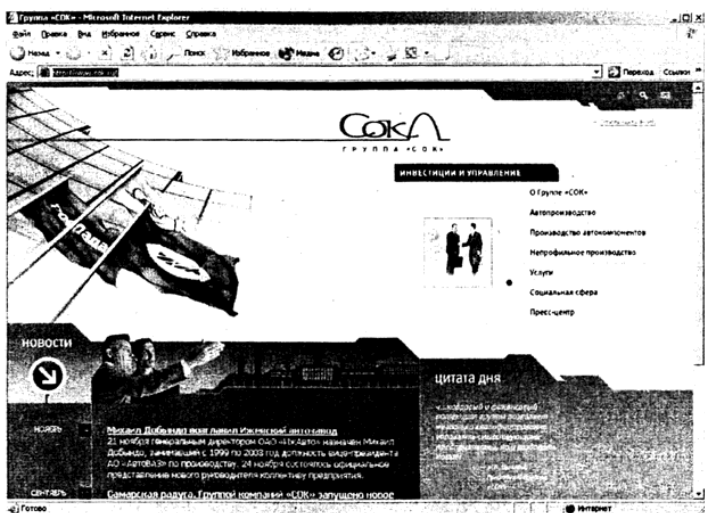 Группа «СОК» - Microsoft Internet Explorer
Файл Правка Вид Избранное Сервис Справка
Назад Поиск Избранное Медиа
Адрес: Переход Ссылки »
СОК
ГРУППА «СОК»
ИНВЕСТИЦИИ И УПРАВЛЕНИЕ
О Группе «СОК»
Автопроизводство
Производство автокомпонентов
Непрофильное производство
Услуги
Социальная сфера
Пресс-центр
НОВОСТИ
цитата дня
НОЯБРЬ
Михаил Добындо возглавил Ижевский автозавод
21 ноября генеральным директором ОАО «ИжАвто» назначен Михаил
Добындо, занимавший с 1999 по 2003 год должность вице-президента
АО «АвтоВАЗ» по производству. 24 ноября состоялось официальное
представление нового руководителя коллективу предприятия.
СЕНТЯБРЬ
Самарская радуга. Группой компаний «СОК» запущено новое
Готово
Интернет